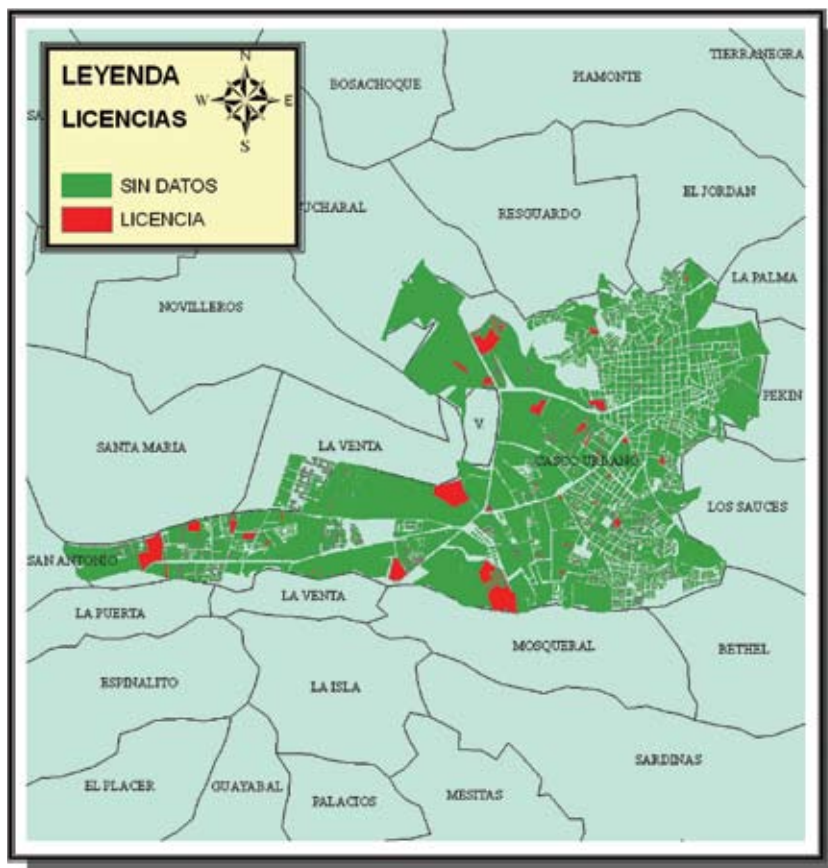 LEYENDA
LICENCIAS
N
W
E
S
SIN DATOS
LICENCIA
TIERRANEGRA
BOSACHOQUE
PIAMONTE
SA
UCHARAL
RESGUARDO
EL JORDAN
LA PALMA
NOVILLEROS
PEKIN
SANTA MARIA
LA VENTA
V.
CASCO URBANO
LOS SAUCES
SAN ANTONIO
LA PUERTA
LA VENTA
MOSQUERAL
BETHEL
ESPINALITO
LA ISLA
SARDINAS
EL PLACER
GUAYABAL
PALACIOS
MESITAS